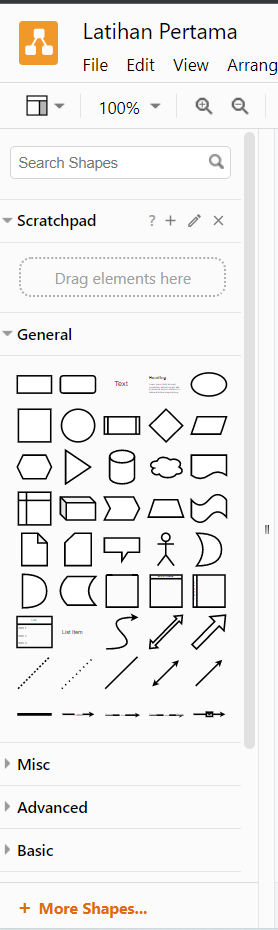 Latihan Pertama
File Edit View Arrang
100%
Search Shapes
Scratchpad ?
Drag elements here
General
Text
Heading
List Item
Misc
Advanced
Basic
+ More Shapes...